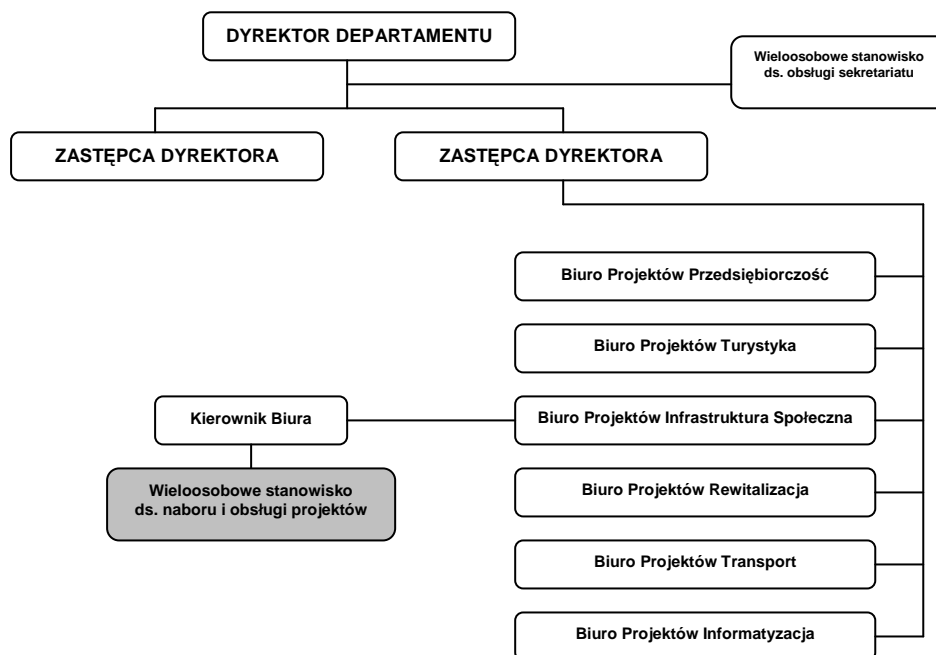 DYREKTOR DEPARTAMENTU
Wieloosobowe stanowisko
ds. obsługi sekretariatu
ZASTĘPCA DYREKTORA
ZASTĘPCA DYREKTORA
Biuro Projektów Przedsiębiorczość
Biuro Projektów Turystyka
Kierownik Biura
Biuro Projektów Infrastruktura Społeczna
Wieloosobowe stanowisko
ds. naboru i obsługi projektów
Biuro Projektów Rewitalizacja
Biuro Projektów Transport
Biuro Projektów Informatyzacja